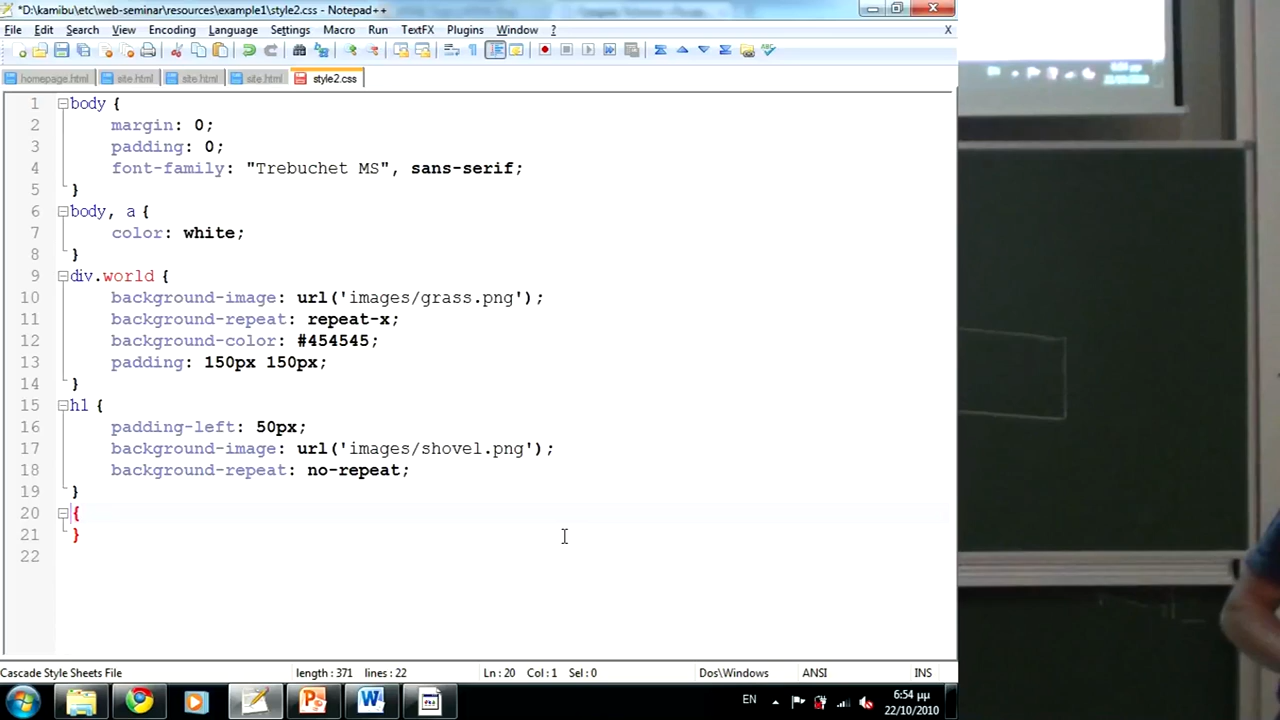 *D:\kamibu\etc\web-seminar\resources\example1\style2.css - Notepad++
File Edit Search View Encoding Language Settings Macro Run TextFX Plugins Window ? X
homepage.html site.html site.html site.html style2.css
1 body {
2 margin: 0;
3 padding: 0;
4 font-family: "Trebuchet MS", sans-serif;
5 }
6 body, a {
7 color: white;
8 }
9 div.world {
10 background-image: url('images/grass.png');
11 background-repeat: repeat-x;
12 background-color: #454545;
13 padding: 150px 150px;
14 }
15 h1 {
16 padding-left: 50px;
17 background-image: url('images/shovel.png');
18 background-repeat: no-repeat;
19 }
20 {
21 }
22
Cascade Style Sheets File length : 371 lines : 22 Ln : 20 Col : 1 Sel : 0 Dos\Windows ANSI INS
EN 6:54 μμ
22/10/2010